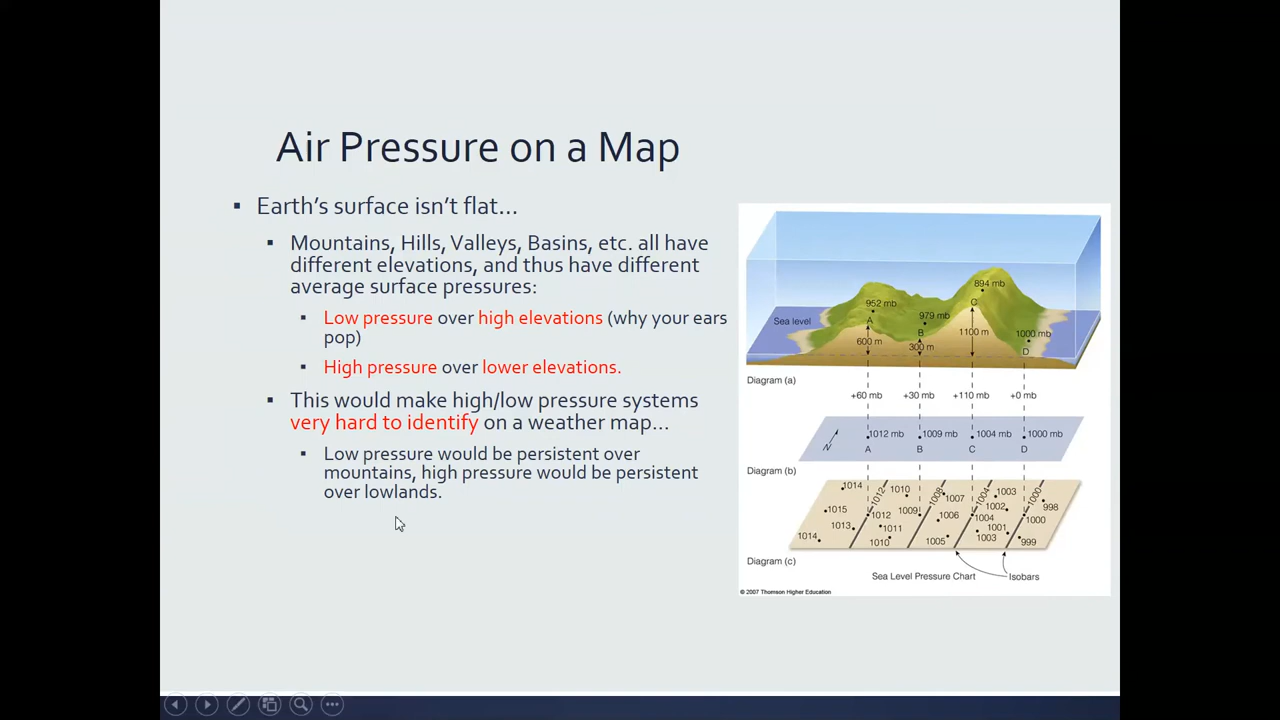 Air Pressure on a Map
▪ Earth’s surface isn’t flat…
▪ Mountains, Hills, Valleys, Basins, etc. all have
different elevations, and thus have different
average surface pressures:
▪ Low pressure over high elevations (why your ears
pop)
▪ High pressure over lower elevations.
▪ This would make high/low pressure systems
very hard to identify on a weather map…
▪ Low pressure would be persistent over
mountains, high pressure would be persistent
over lowlands.
894 mb
952 mb
C
979 mb
Sea level
A
1000 mb
B
1100 m
600 m
300 m
D
Diagram (a)
+60 mb
+30 mb
+110 mb
+0 mb
N
1012 mb
1009 mb
1004 mb
1000 mb
A
B
C
D
Diagram (b)
1014
1012
1010
1008
1007
1004
1003
1000
1002
998
1015
1012
1009
1006
1004
1000
1013
1011
1001
1014
1010
1005
1003
999
Diagram (c)
Sea Level Pressure Chart
Isobars
© 2007 Thomson Higher Education